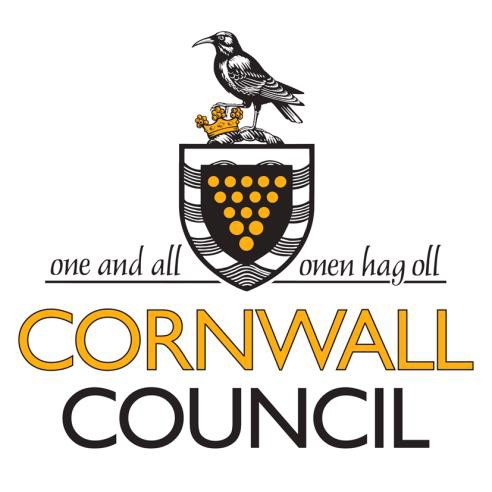 one and all onen hag oll
CORNWALL
COUNCIL